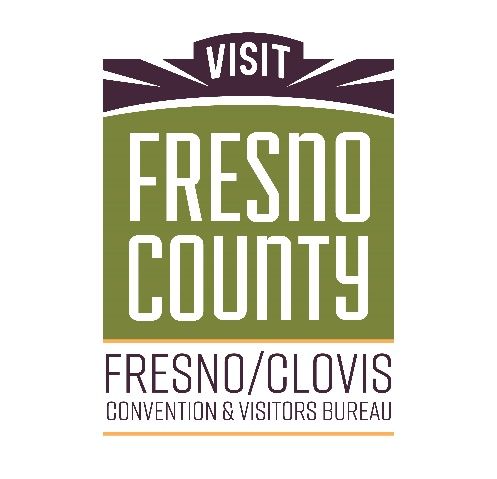 VISIT
FRESNO
COUNTY
FRESNO/CLOVIS
CONVENTION & VISITORS BUREAU